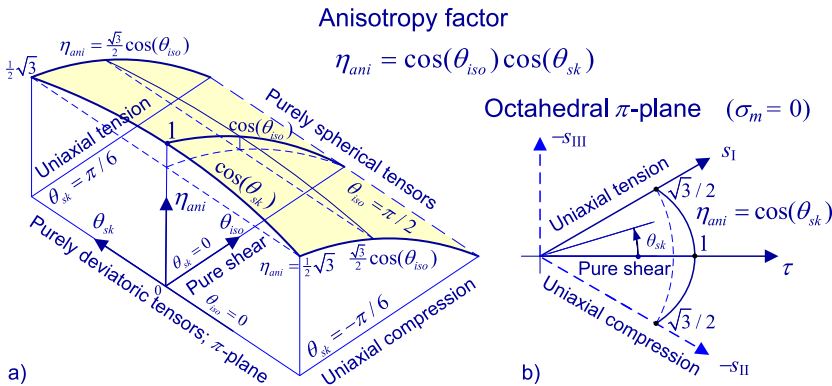 Anisotropy factor
η_ani = cos(θ_iso) cos(θ_sk)
η_ani = √3/2 cos(θ_iso)
½√3
Uniaxial tension
θ_sk = π/6
1
cos(θ_iso)
Purely spherical tensors
θ_iso = π/2
cos(θ_sk)
η_ani
θ_sk
θ_iso
θ_sk = 0
Pure shear
0
θ_iso = 0
Purely deviatoric tensors; π-plane
η_ani = ½√3
√3/2 cos(θ_iso)
θ_sk = −π/6
Uniaxial compression
a)
Octahedral π-plane (σ_m = 0)
−s_III
s_I
Uniaxial tension
√3/2
η_ani = cos(θ_sk)
θ_sk
1
Pure shear
τ
√3/2
Uniaxial compression
−s_II
b)